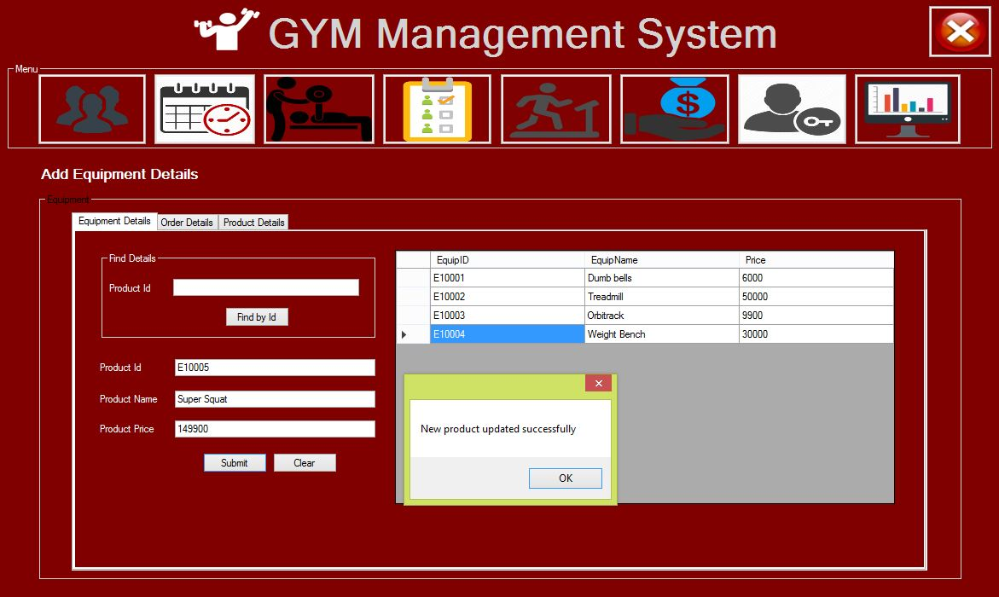 GYM Management System
Menu
Add Equipment Details
Equipment
Equipment Details Order Details Product Details
Find Details
Product Id
Find by Id
Product Id E10005
Product Name Super Squat
Product Price 149900
Submit Clear
EquipID EquipName Price
E10001 Dumb bells 6000
E10002 Treadmill 50000
E10003 Orbitrack 9900
E10004 Weight Bench 30000
New product updated successfully
OK